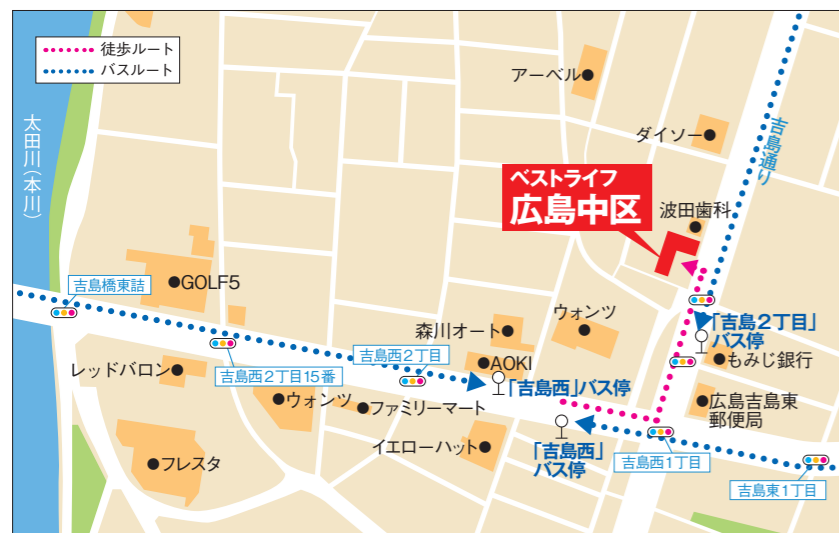 徒歩ルート
バスルート
アーベル
ダイソー
吉島通り
太田川(本川)
ベストライフ
広島中区
波田歯科
GOLF5
吉島橋東詰
ウォンツ
森川オート
「吉島2丁目」
バス停
吉島西2丁目
AOKI
もみじ銀行
レッドバロン
吉島西2丁目15番
「吉島西」バス停
ウォンツ
ファミリーマート
広島吉島東
郵便局
イエローハット
「吉島西」
バス停
吉島西1丁目
フレスタ
吉島東1丁目